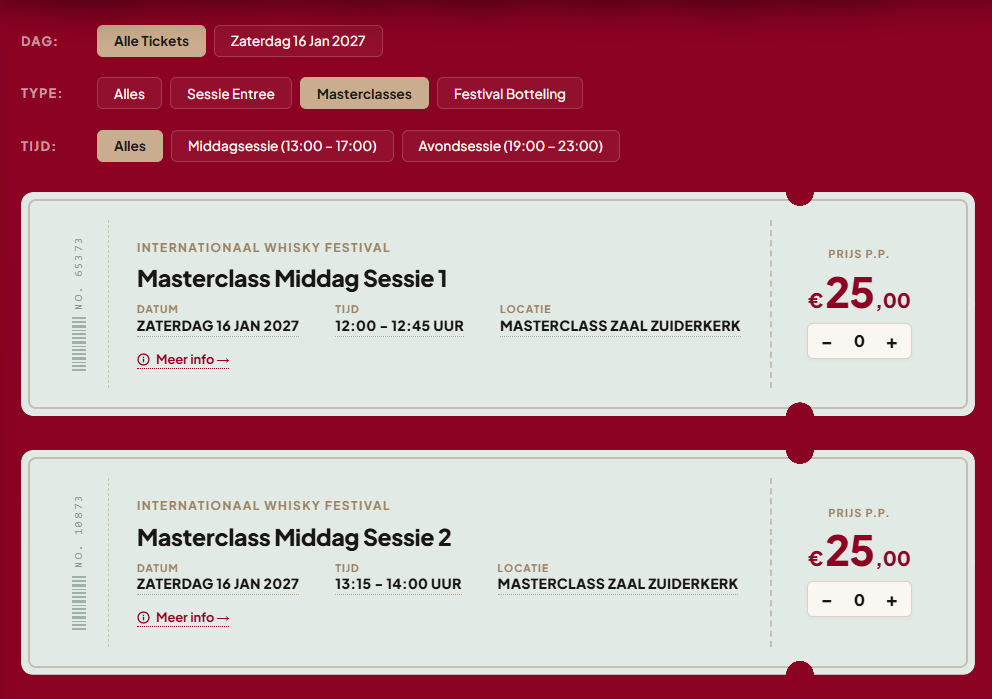 DAG: Alle Tickets Zaterdag 16 Jan 2027
TYPE: Alles Sessie Entree Masterclasses Festival Botteling
TIJD: Alles Middagsessie (13:00 – 17:00) Avondsessie (19:00 – 23:00)
NO. 65373
INTERNATIONAAL WHISKY FESTIVAL
Masterclass Middag Sessie 1
DATUM TIJD LOCATIE
ZATERDAG 16 JAN 2027 12:00 – 12:45 UUR MASTERCLASS ZAAL ZUIDERKERK
Meer info →
PRIJS P.P.
€25,00
– 0 +
NO. 10873
INTERNATIONAAL WHISKY FESTIVAL
Masterclass Middag Sessie 2
DATUM TIJD LOCATIE
ZATERDAG 16 JAN 2027 13:15 – 14:00 UUR MASTERCLASS ZAAL ZUIDERKERK
Meer info →
PRIJS P.P.
€25,00
– 0 +